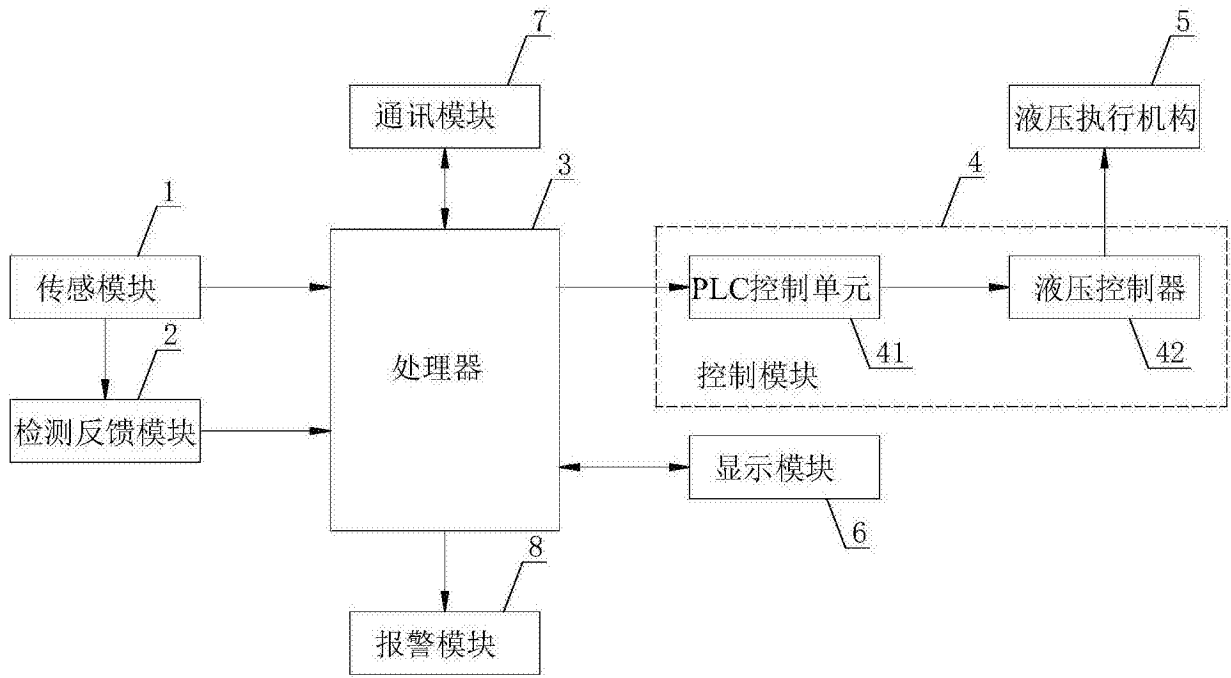 7
通讯模块
5
液压执行机构
3
4
1
传感模块
PLC控制单元
液压控制器
2
41
42
处理器
控制模块
检测反馈模块
显示模块
6
8
报警模块